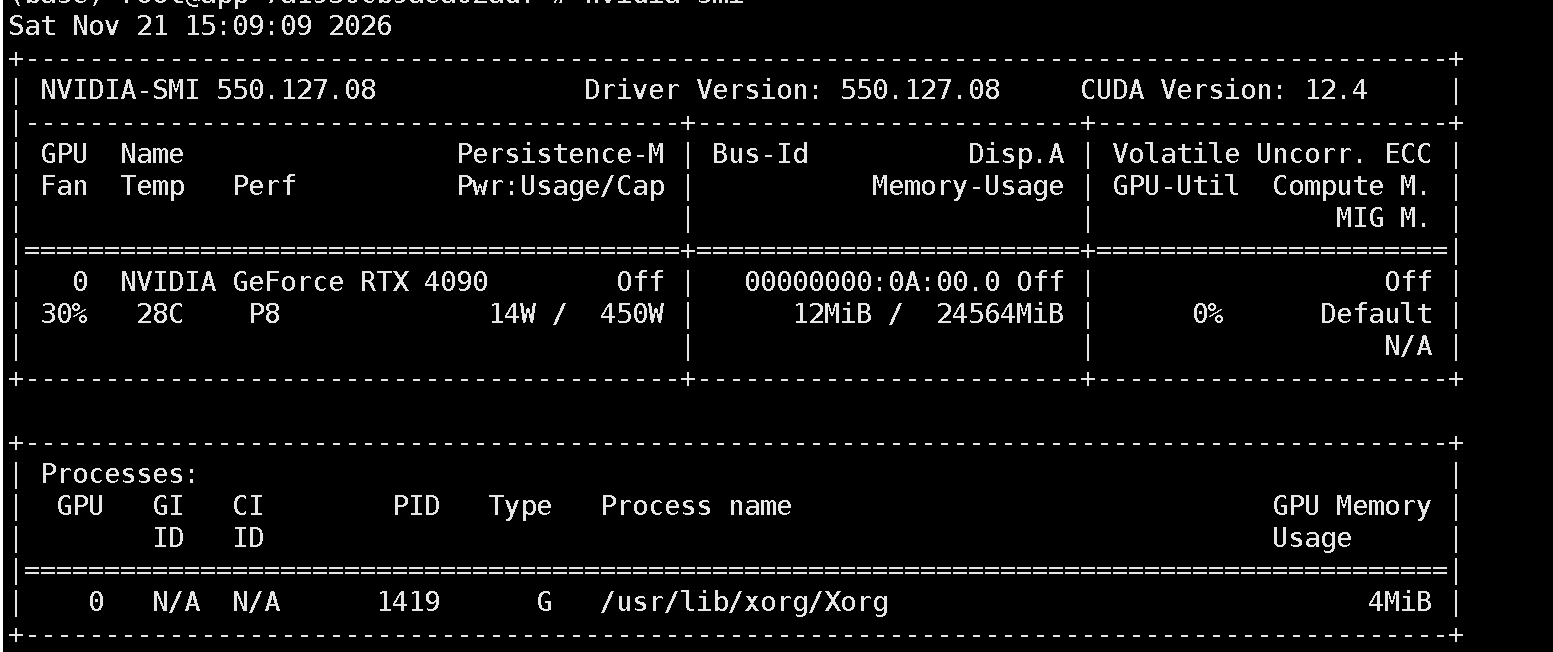 Sat Nov 21 15:09:09 2026
+-----------------------------------------------------------------------------------------+
| NVIDIA-SMI 550.127.08             Driver Version: 550.127.08     CUDA Version: 12.4     |
|-----------------------------------------+------------------------+----------------------+
| GPU  Name                 Persistence-M | Bus-Id          Disp.A | Volatile Uncorr. ECC |
| Fan  Temp   Perf          Pwr:Usage/Cap |           Memory-Usage | GPU-Util  Compute M. |
|                                         |                        |               MIG M. |
|=========================================+========================+======================|
|   0  NVIDIA GeForce RTX 4090        Off |   00000000:0A:00.0 Off |                  Off |
| 30%   28C    P8              14W /  450W |      12MiB /  24564MiB |      0%      Default |
|                                         |                        |                  N/A |
+-----------------------------------------+------------------------+----------------------+
+-----------------------------------------------------------------------------------------+
| Processes:                                                                              |
|  GPU   GI   CI        PID   Type   Process name                              GPU Memory |
|        ID   ID                                                               Usage      |
|=========================================================================================|
|    0   N/A  N/A      1419      G   /usr/lib/xorg/Xorg                              4MiB |
+-----------------------------------------------------------------------------------------+